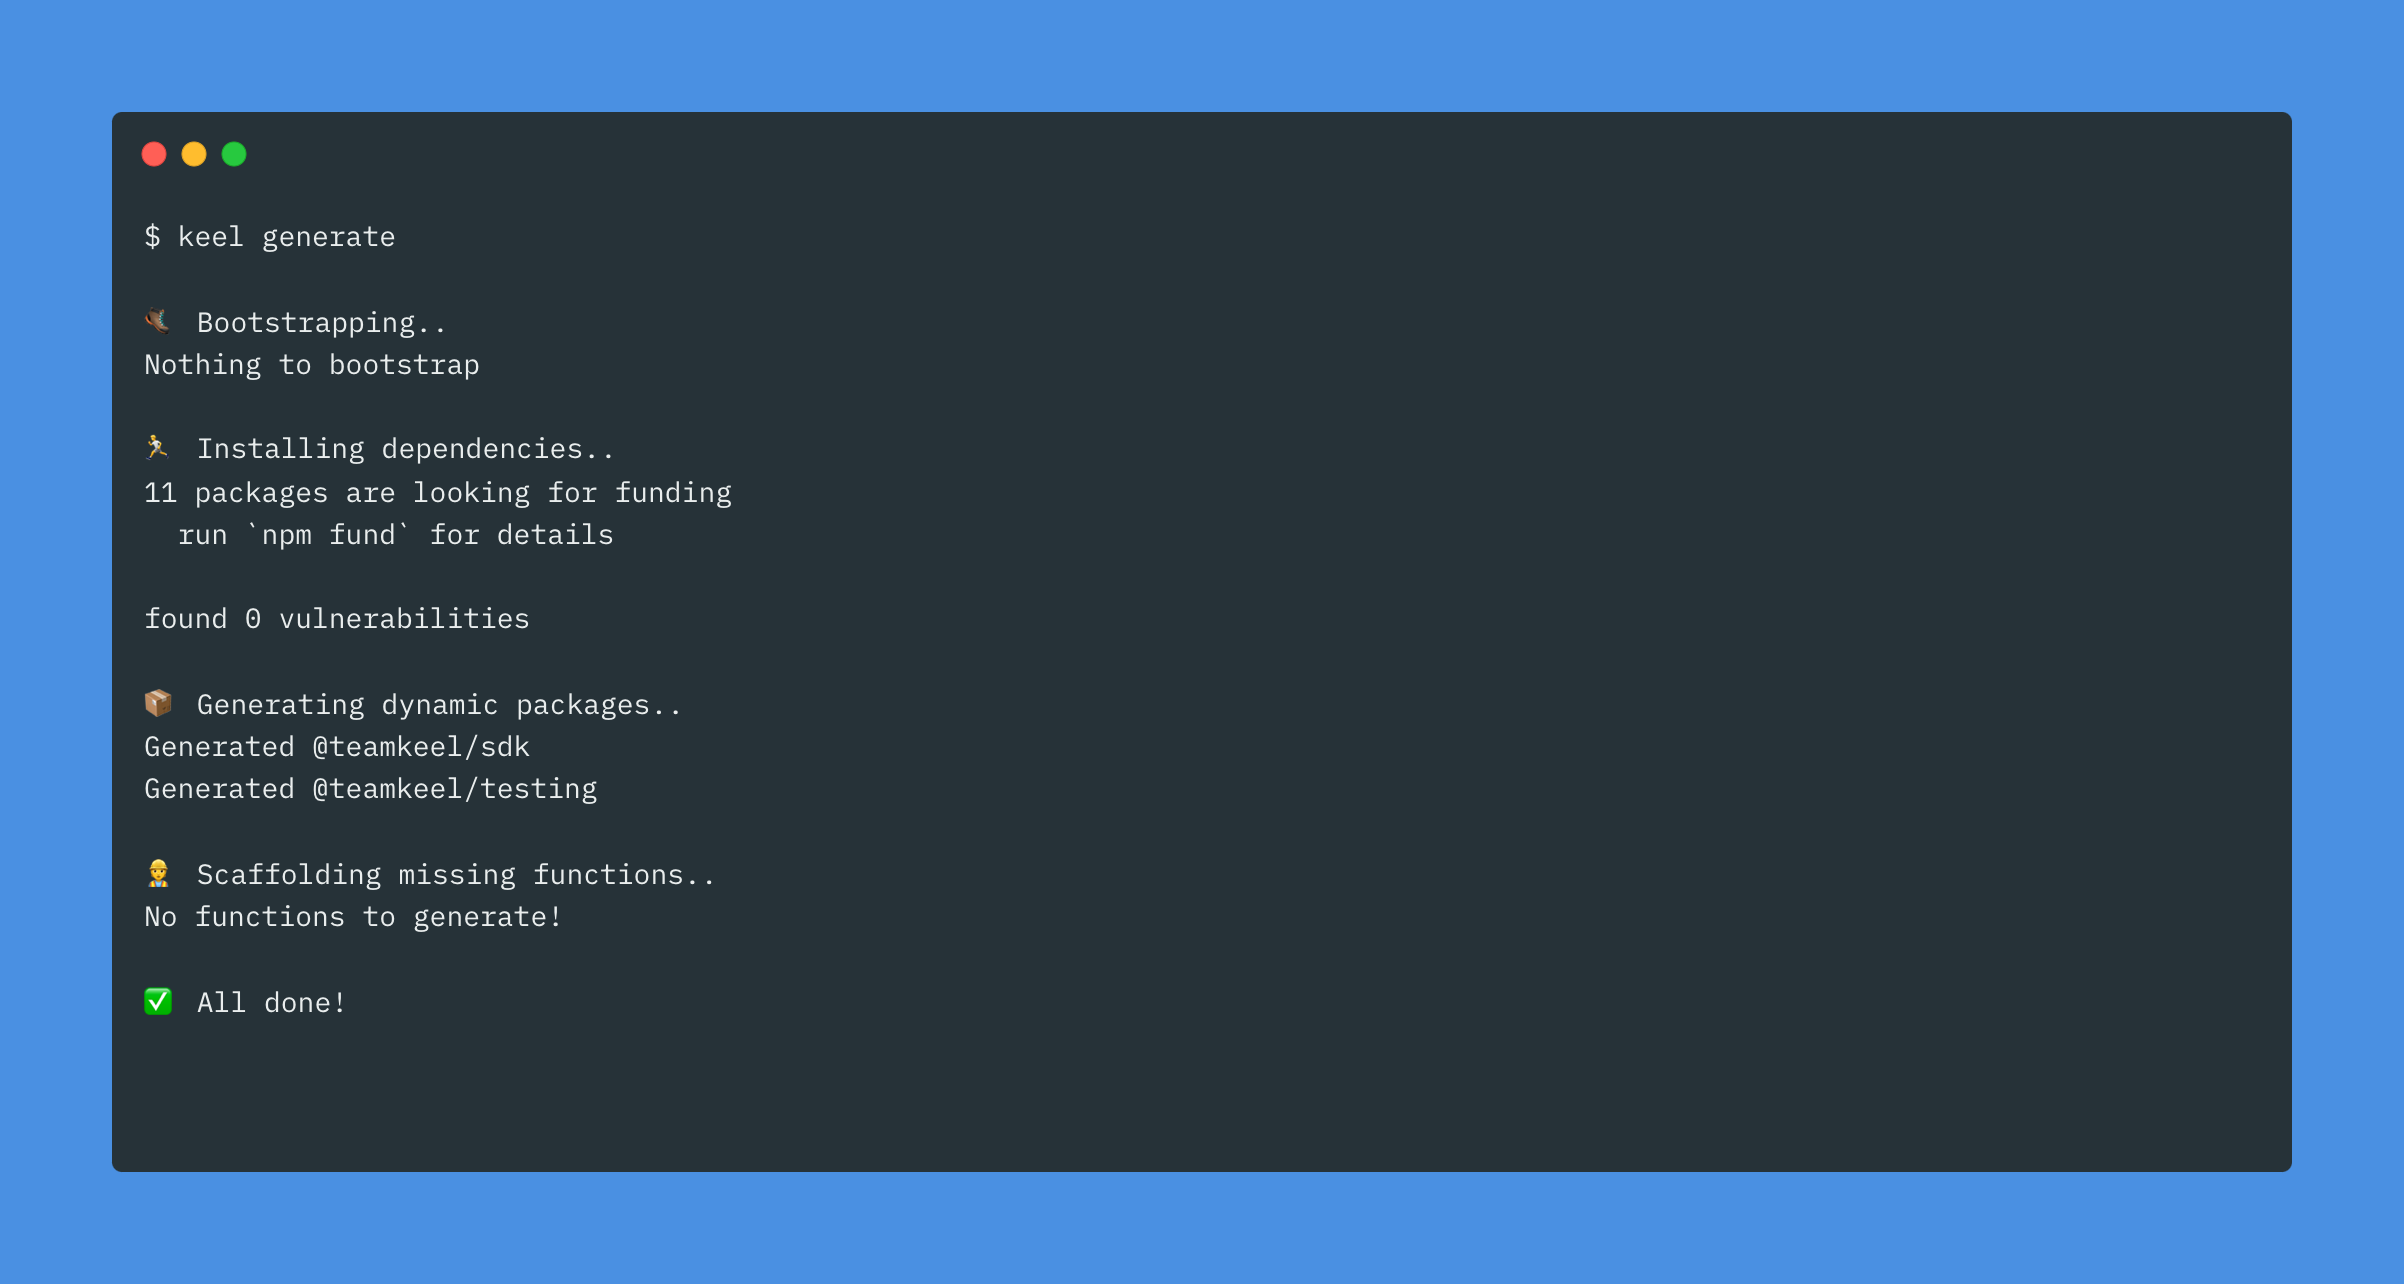 $ keel generate
🥾 Bootstrapping..
Nothing to bootstrap
🏃 Installing dependencies..
11 packages are looking for funding
  run `npm fund` for details
found 0 vulnerabilities
📦 Generating dynamic packages..
Generated @teamkeel/sdk
Generated @teamkeel/testing
👷 Scaffolding missing functions..
No functions to generate!
✅ All done!